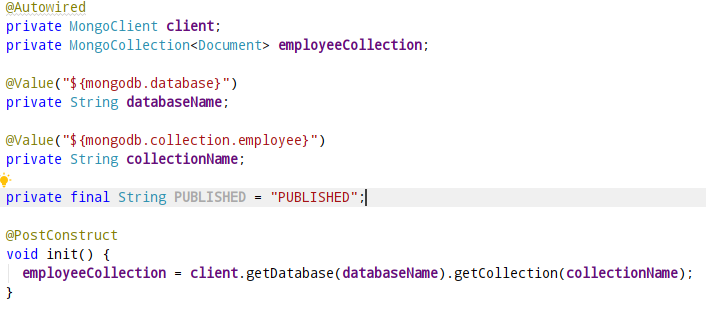 @Autowired
private MongoClient client;
private MongoCollection<Document> employeeCollection;
@Value("${mongodb.database}")
private String databaseName;
@Value("${mongodb.collection.employee}")
private String collectionName;
private final String PUBLISHED = "PUBLISHED";
@PostConstruct
void init() {
employeeCollection = client.getDatabase(databaseName).getCollection(collectionName);
}